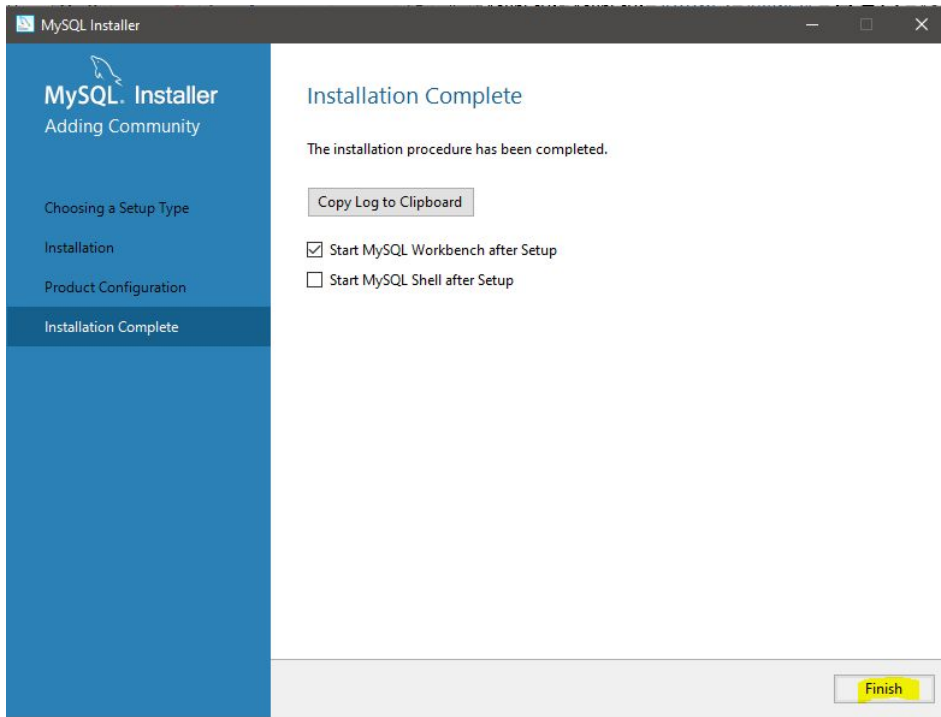 MySQL Installer
MySQL. Installer
Adding Community
Choosing a Setup Type
Installation
Product Configuration
Installation Complete
Installation Complete
The installation procedure has been completed.
Copy Log to Clipboard
Start MySQL Workbench after Setup
Start MySQL Shell after Setup
Finish